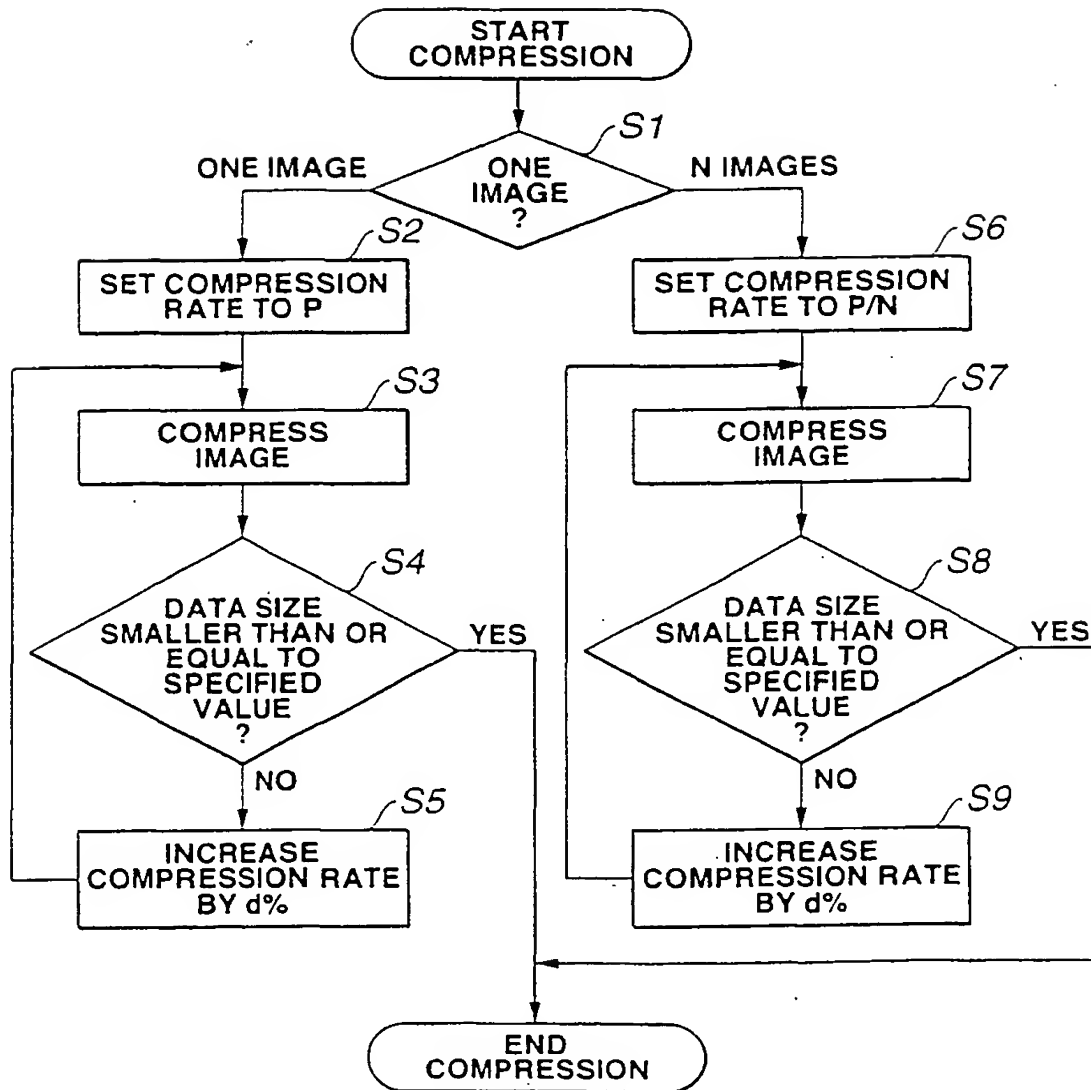 START
COMPRESSION
S1
ONE IMAGE
ONE
IMAGE
?
N IMAGES
S2
SET COMPRESSION
RATE TO P
S6
SET COMPRESSION
RATE TO P/N
S3
COMPRESS
IMAGE
S7
COMPRESS
IMAGE
S4
DATA SIZE
SMALLER THAN OR
EQUAL TO
SPECIFIED
VALUE
?
YES
NO
S8
DATA SIZE
SMALLER THAN OR
EQUAL TO
SPECIFIED
VALUE
?
YES
NO
S5
INCREASE
COMPRESSION RATE
BY d%
S9
INCREASE
COMPRESSION RATE
BY d%
END
COMPRESSION